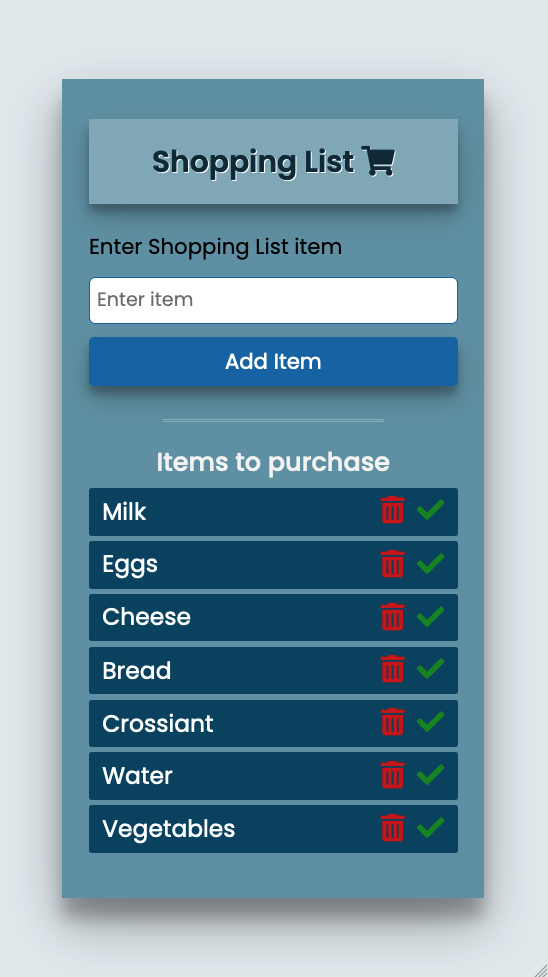 Shopping List
Enter Shopping List item
Enter item
Add Item
Items to purchase
Milk
Eggs
Cheese
Bread
Crossiant
Water
Vegetables